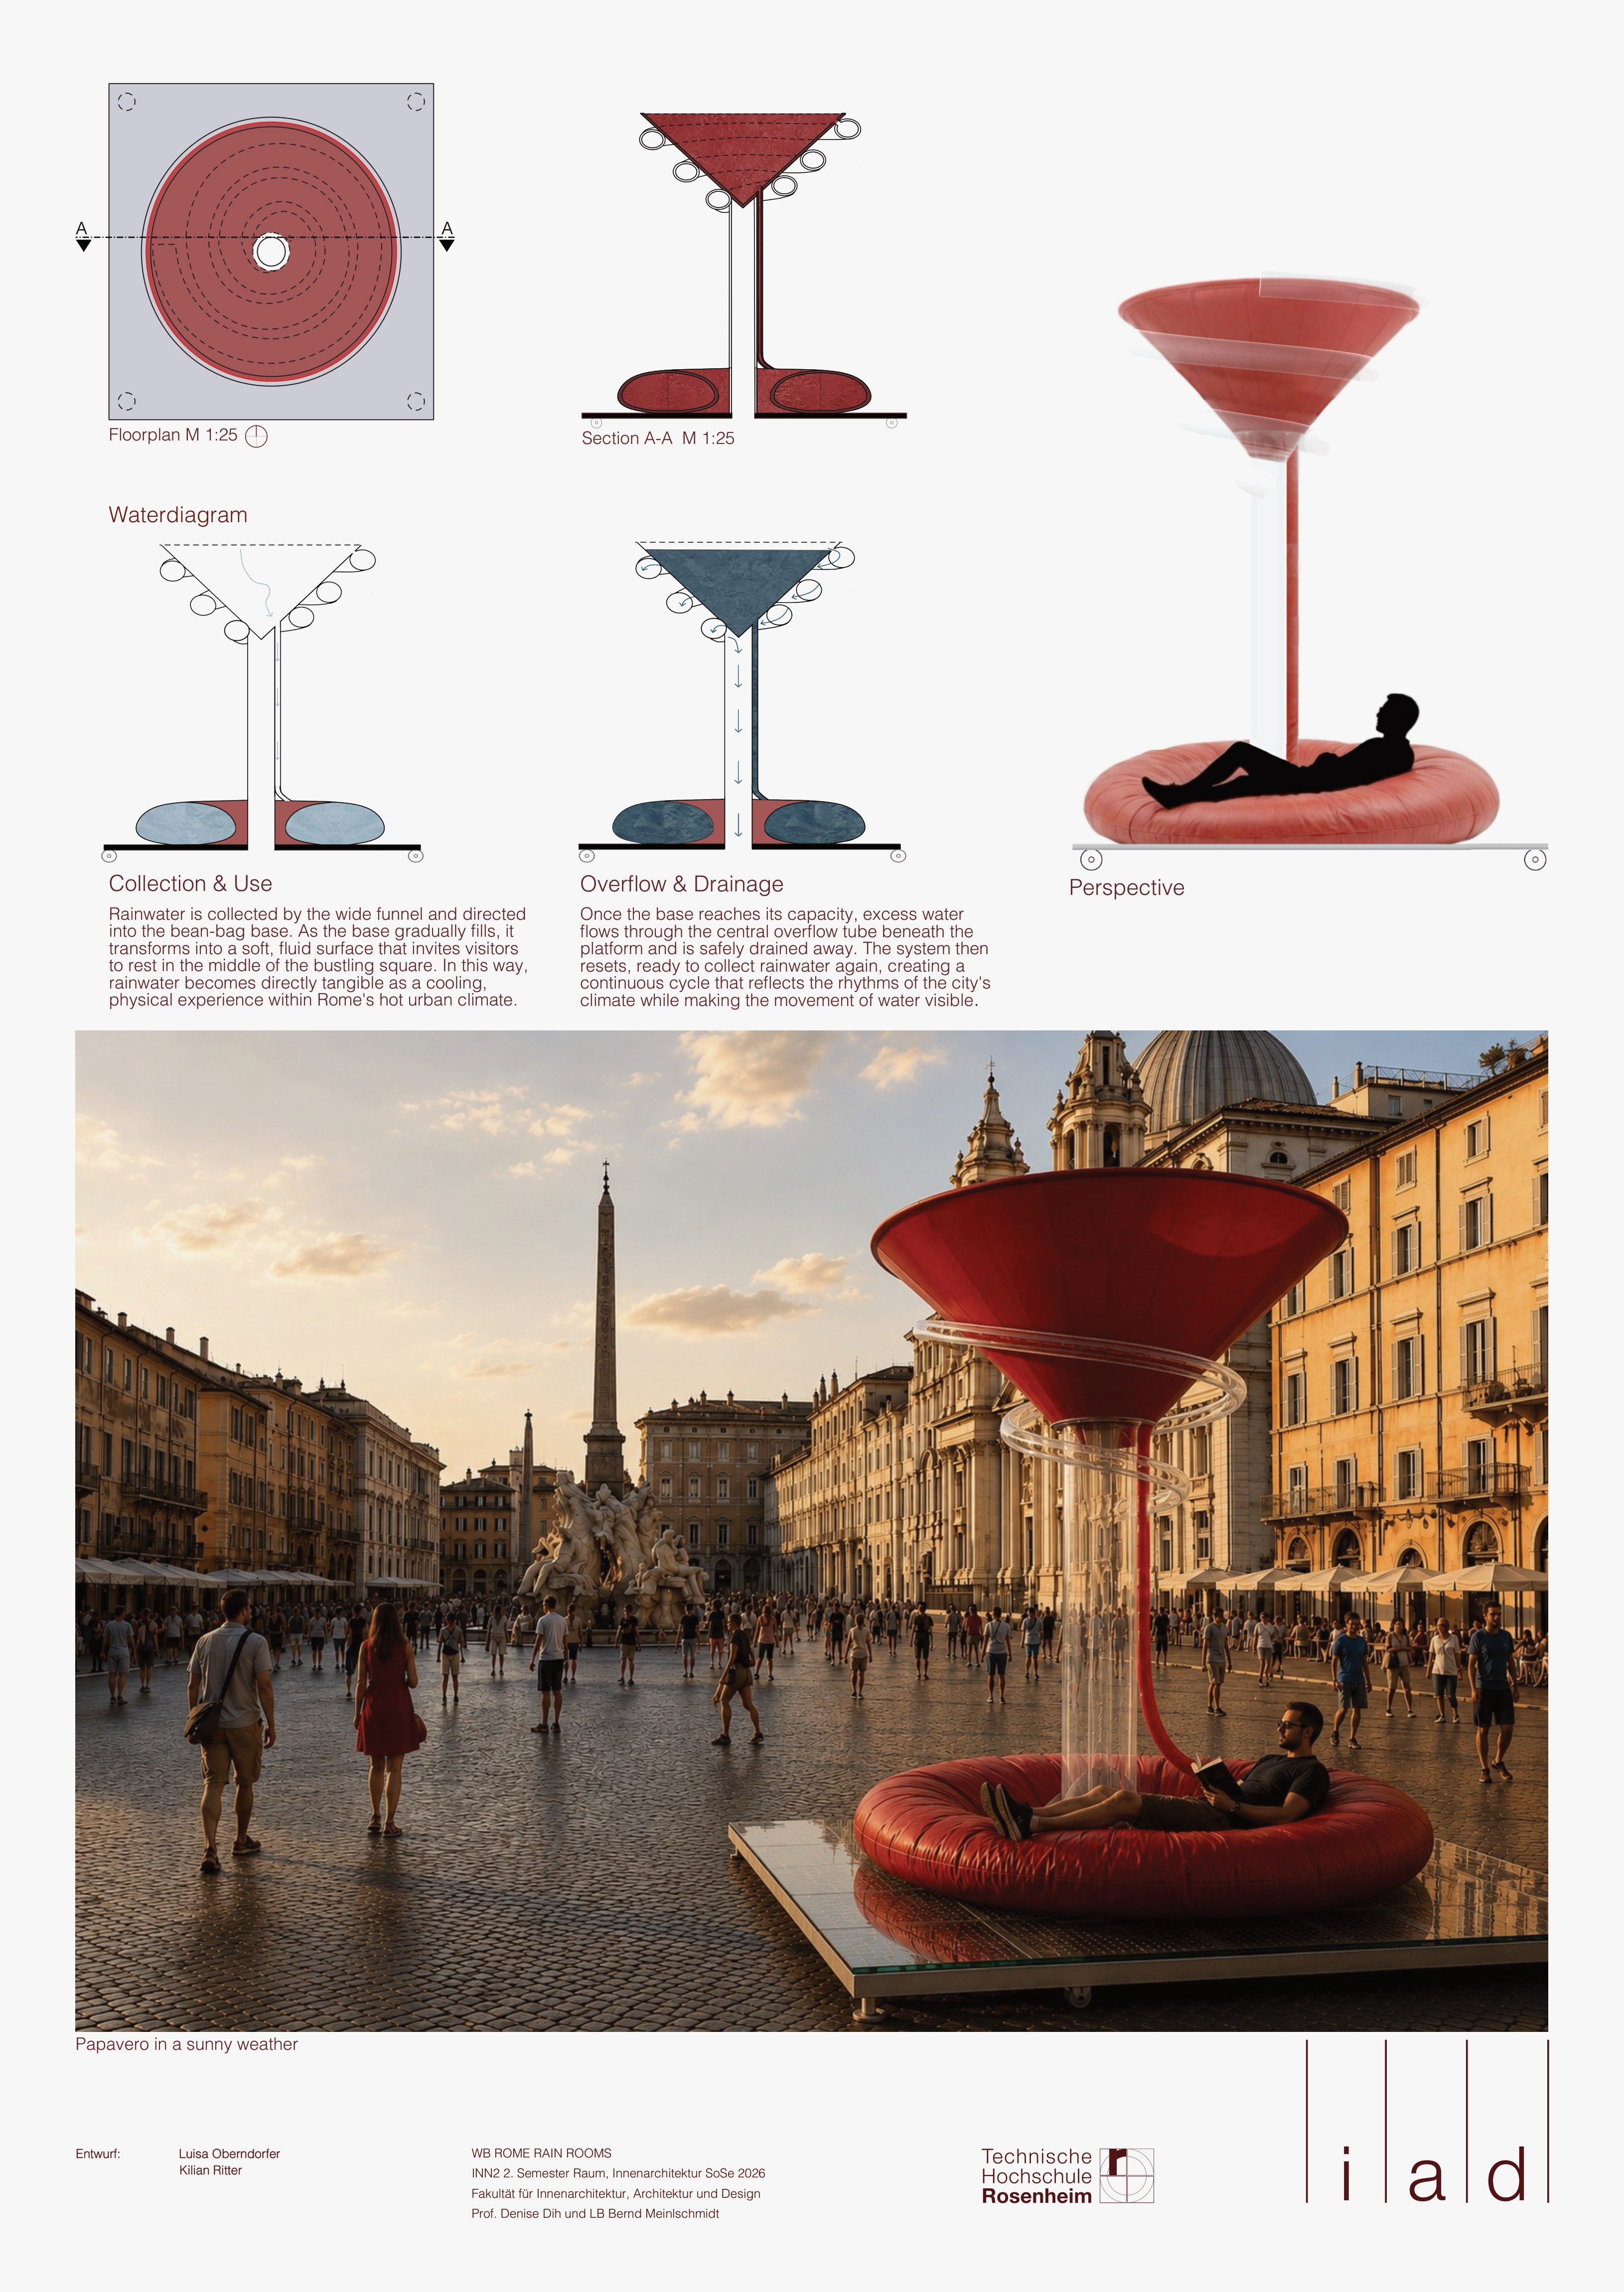 A
A
Floorplan M 1:25
Section A-A M 1:25
Waterdiagram
Collection & Use
Rainwater is collected by the wide funnel and directed
into the bean-bag base. As the base gradually fills, it
transforms into a soft, fluid surface that invites visitors
to rest in the middle of the bustling square. In this way,
rainwater becomes directly tangible as a cooling,
physical experience within Rome's hot urban climate.
Overflow & Drainage
Once the base reaches its capacity, excess water
flows through the central overflow tube beneath the
platform and is safely drained away. The system then
resets, ready to collect rainwater again, creating a
continuous cycle that reflects the rhythms of the city's
climate while making the movement of water visible.
Perspective
Papavero in a sunny weather
Entwurf:
Luisa Oberndorfer
Kilian Ritter
WB ROME RAIN ROOMS
INN2 2. Semester Raum, Innenarchitektur SoSe 2026
Fakultät für Innenarchitektur, Architektur und Design
Prof. Denise Dih und LB Bernd Meinlschmidt
Technische
Hochschule
Rosenheim
r
i a d